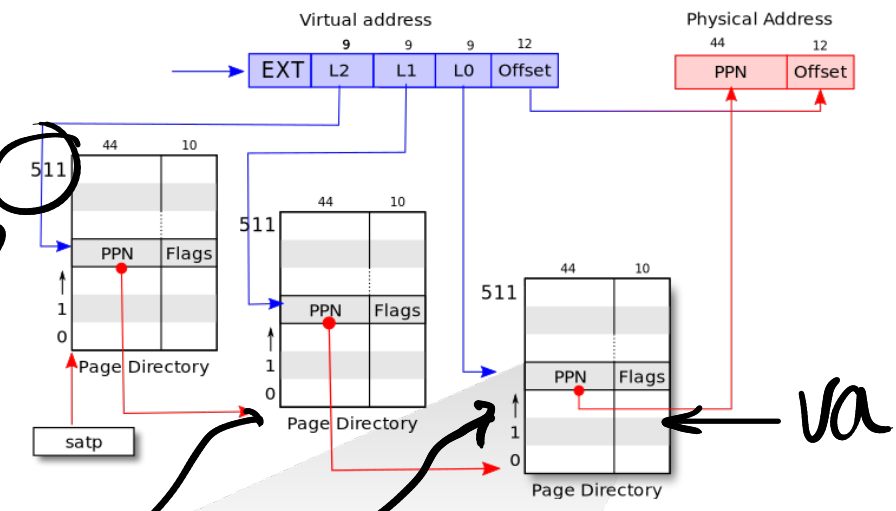 Virtual address
Physical Address
9 9 9 12
44 12
EXT L2 L1 L0 Offset
PPN Offset
44 10
511
PPN Flags
1
0
Page Directory
satp
44 10
511
PPN Flags
1
0
Page Directory
44 10
511
PPN Flags
1
0
Page Directory
va